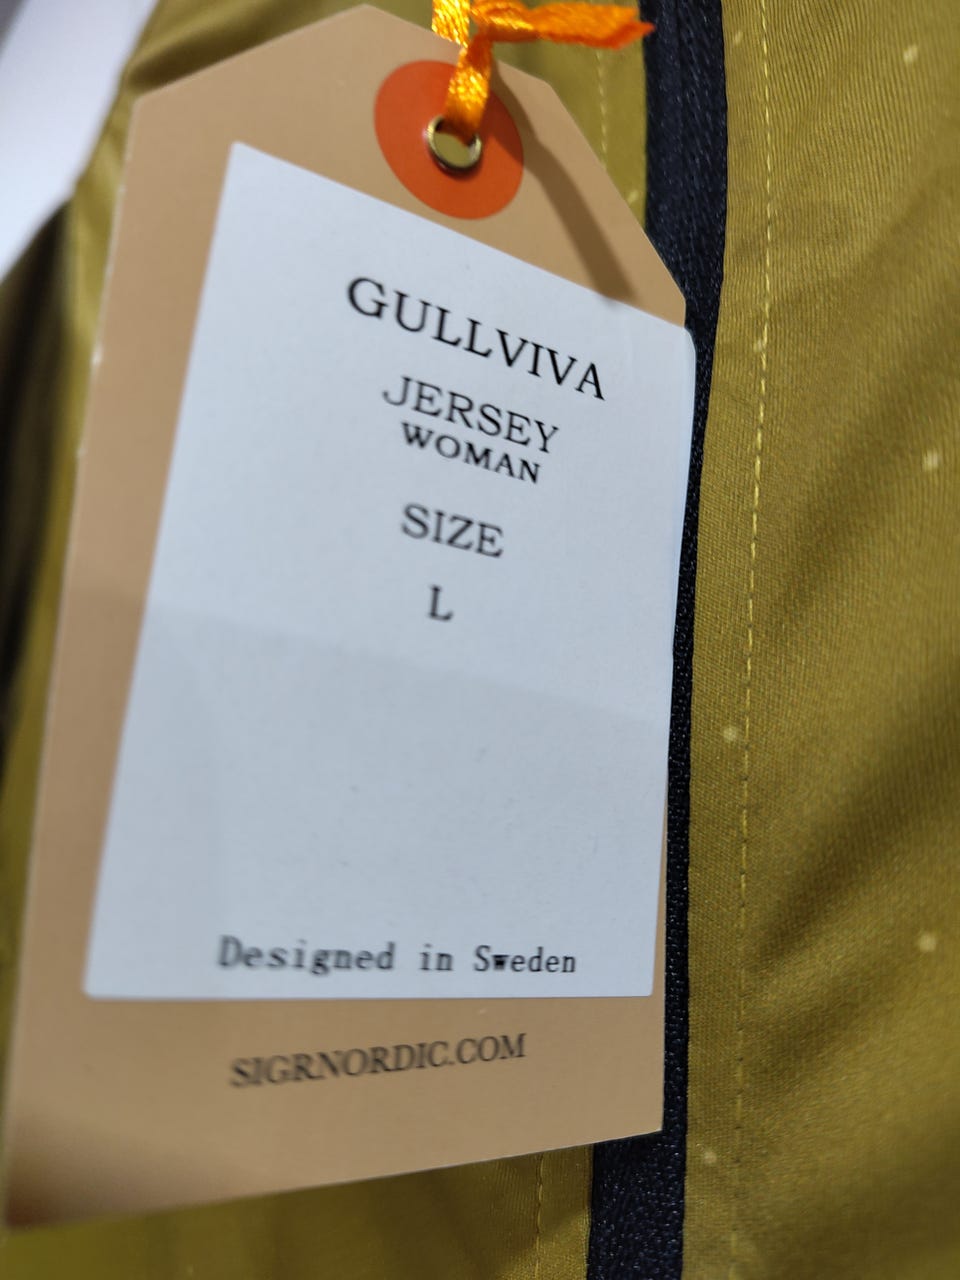 GULLVIVA
JERSEY
WOMAN
SIZE
L
Designed in Sweden
SIGRNORDIC.COM